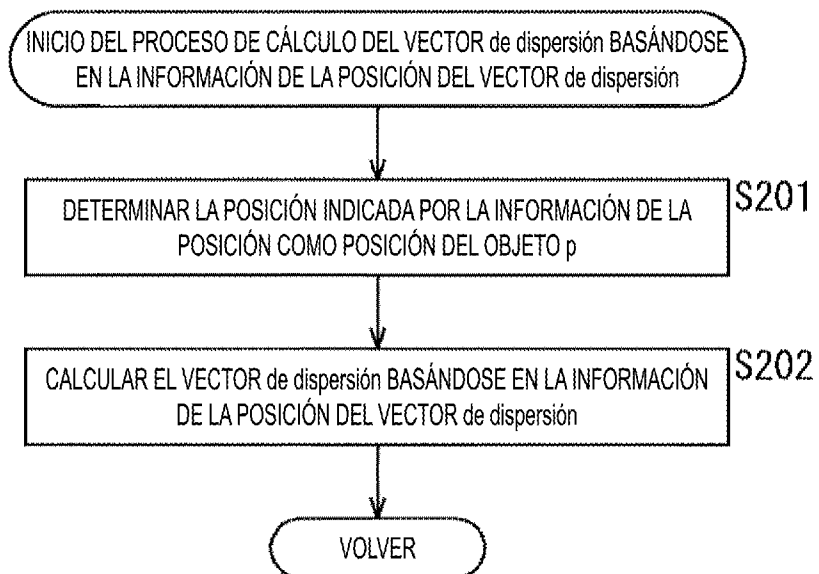 INICIO DEL PROCESO DE CÁLCULO DEL VECTOR de dispersión BASÁNDOSE
EN LA INFORMACIÓN DE LA POSICIÓN DEL VECTOR de dispersión
S201
DETERMINAR LA POSICIÓN INDICADA POR LA INFORMACIÓN DE LA
POSICIÓN COMO POSICIÓN DEL OBJETO p
S202
CALCULAR EL VECTOR de dispersión BASÁNDOSE EN LA INFORMACIÓN
DE LA POSICIÓN DEL VECTOR de dispersión
VOLVER